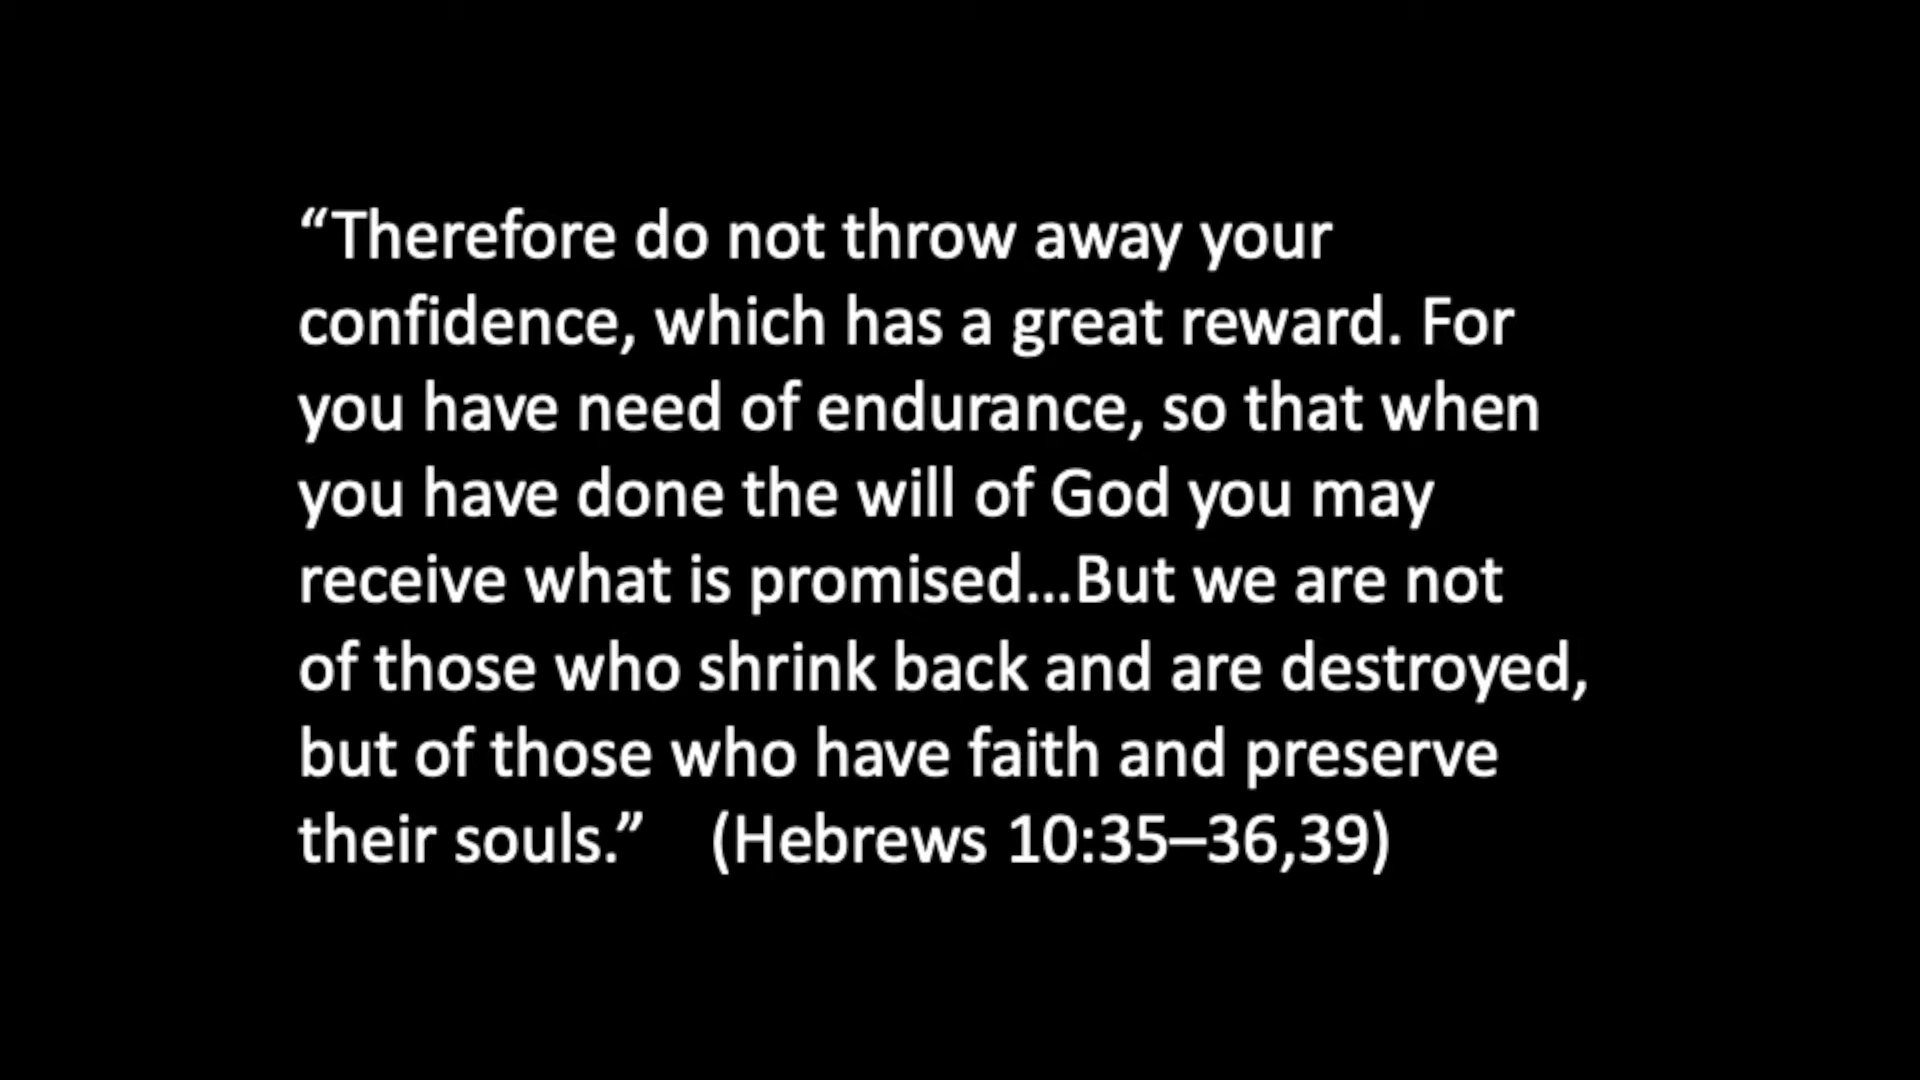 “Therefore do not throw away your
confidence, which has a great reward. For
you have need of endurance, so that when
you have done the will of God you may
receive what is promised…But we are not
of those who shrink back and are destroyed,
but of those who have faith and preserve
their souls.”    (Hebrews 10:35–36,39)